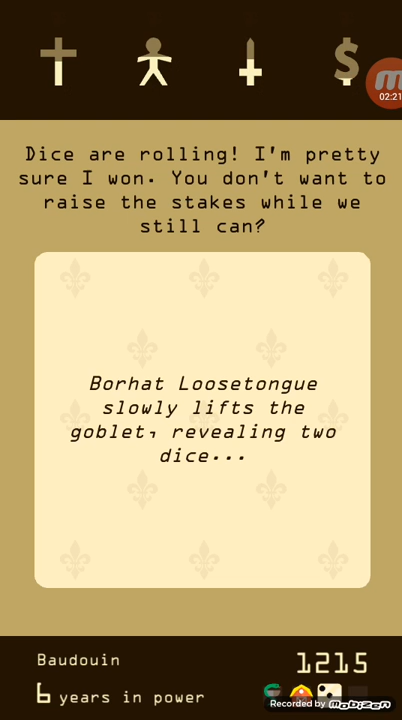 02:21
Dice are rolling! I'm pretty
sure I won. You don't want to
raise the stakes while we
still can?
Borhat Loosetongue
slowly lifts the
goblet, revealing two
dice...
Baudouin
1215
6 years in power
Recorded by mobizen